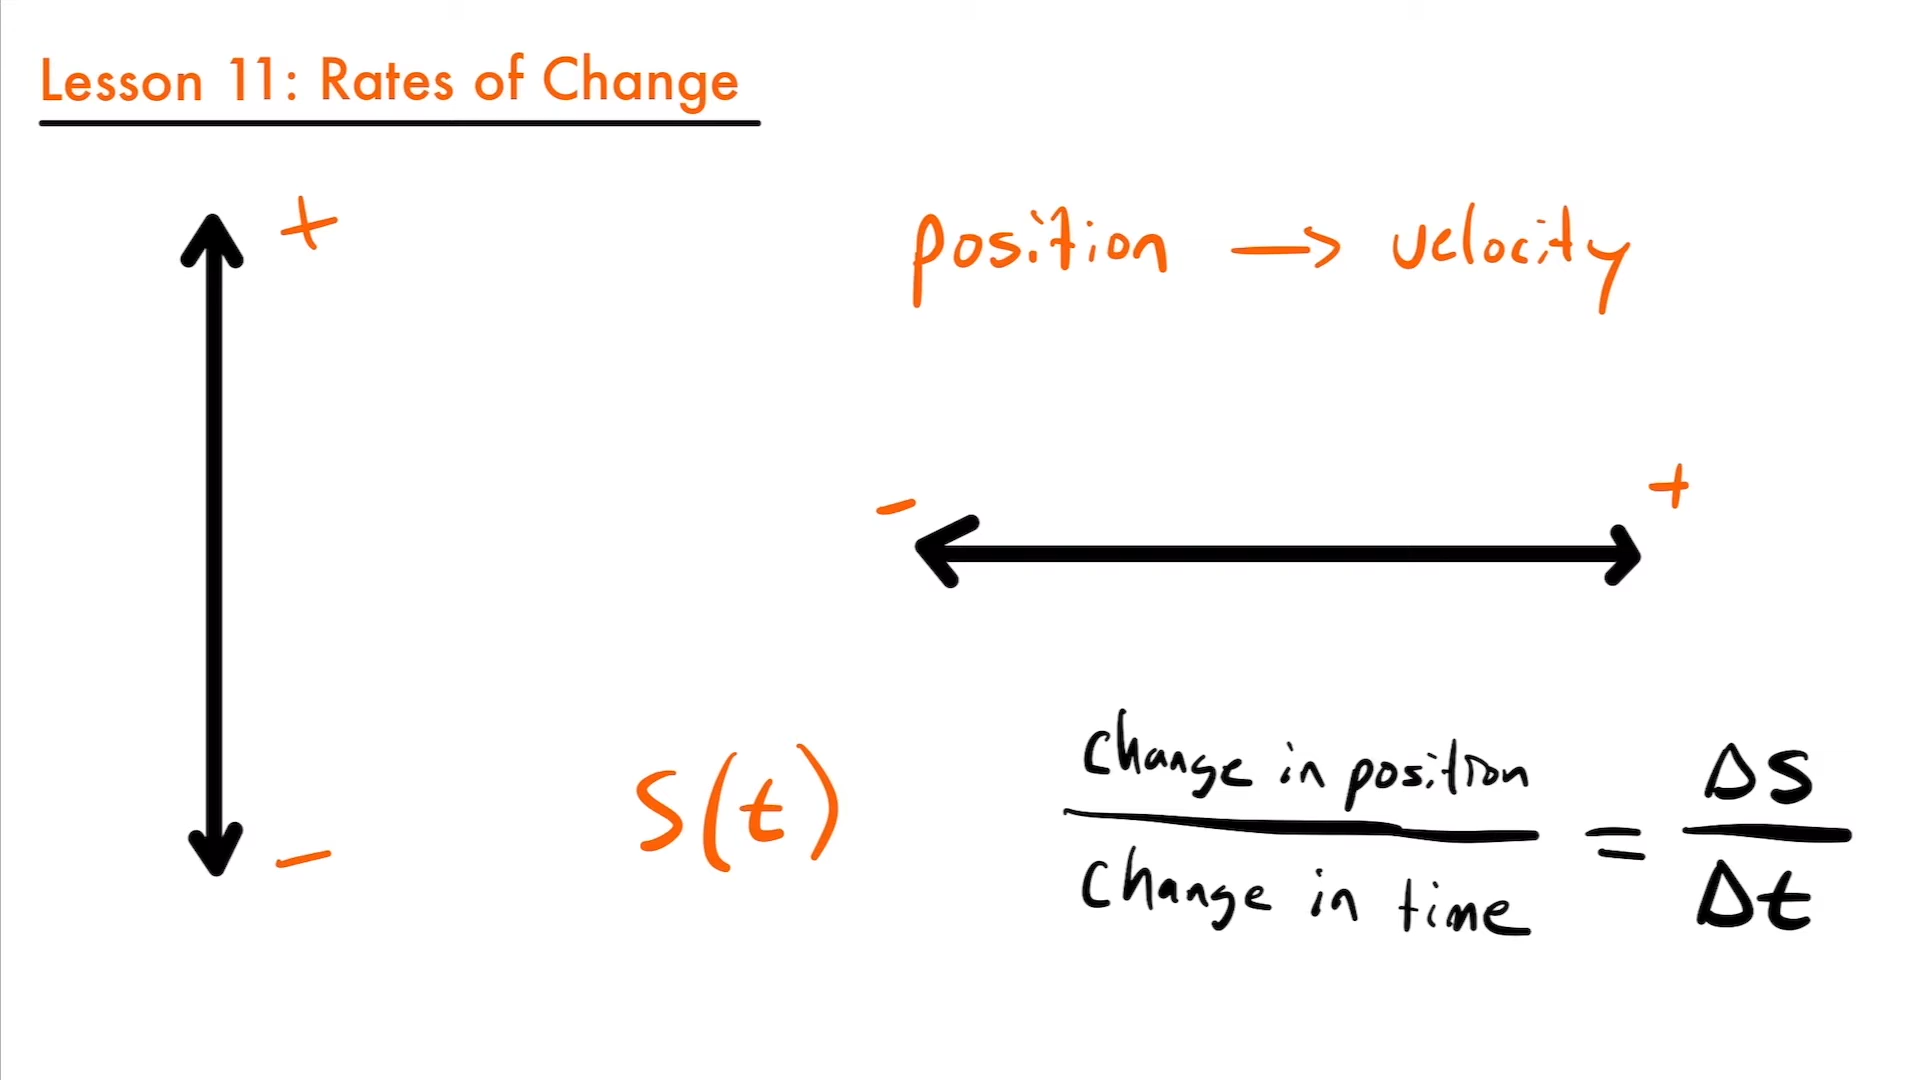 Lesson 11: Rates of Change
+
position → velocity
- +
-
S(t)
change in position / change in time = ΔS / Δt